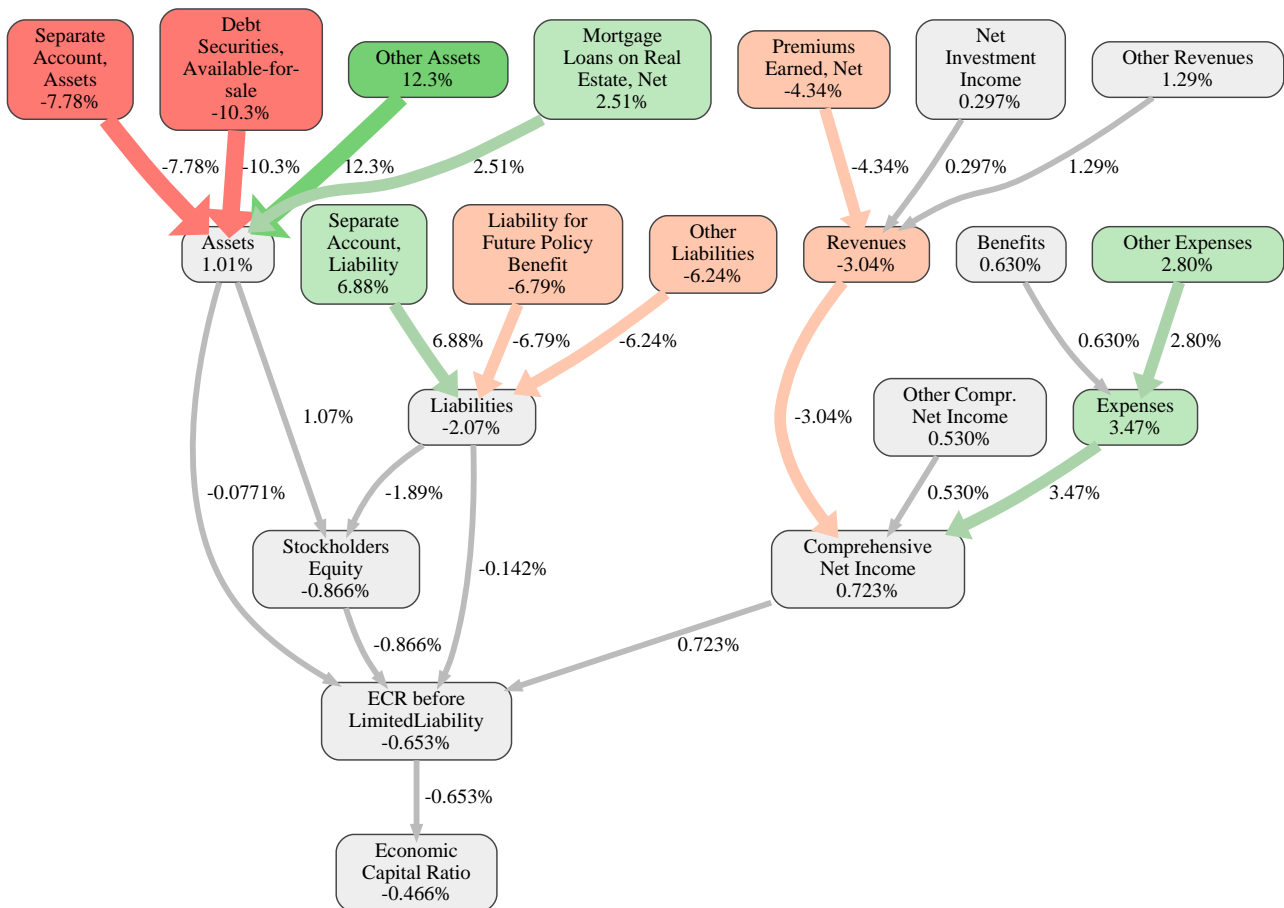 Separate
Account,
Assets
-7.78%
Debt
Securities,
Available-for-
sale
-10.3%
Other Assets
12.3%
Mortgage
Loans on Real
Estate, Net
2.51%
Premiums
Earned, Net
-4.34%
Net
Investment
Income
0.297%
Other Revenues
1.29%
-7.78%
-10.3%
12.3%
2.51%
-4.34%
0.297%
1.29%
Assets
1.01%
Separate
Account,
Liability
6.88%
Liability for
Future Policy
Benefit
-6.79%
Other
Liabilities
-6.24%
Revenues
-3.04%
Benefits
0.630%
Other Expenses
2.80%
6.88%
-6.79%
-6.24%
0.630%
2.80%
1.07%
Liabilities
-2.07%
-3.04%
Other Compr.
Net Income
0.530%
Expenses
3.47%
-0.0771%
-1.89%
0.530%
3.47%
Stockholders
Equity
-0.866%
-0.142%
Comprehensive
Net Income
0.723%
-0.866%
0.723%
ECR before
LimitedLiability
-0.653%
-0.653%
Economic
Capital Ratio
-0.466%